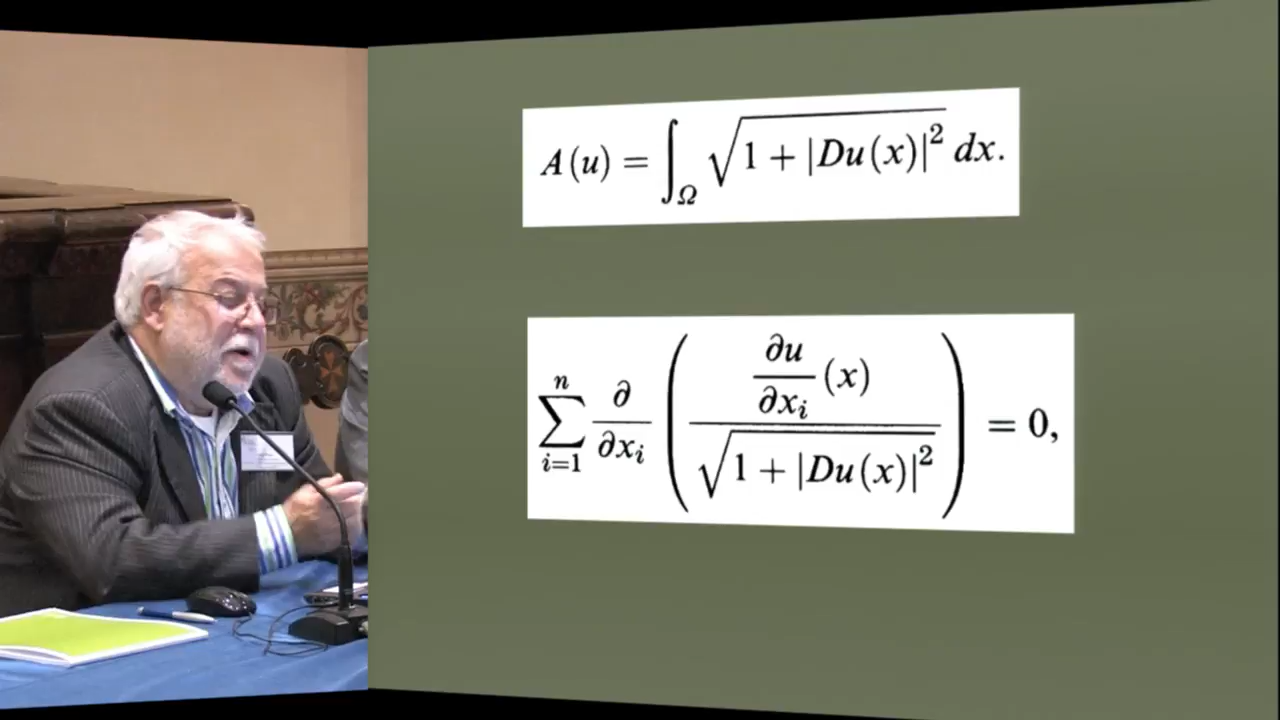 A(u) = ∫_Ω √(1 + |Du(x)|²) dx.
∑_{i=1}^{n} ∂/∂x_i ( (∂u/∂x_i (x)) / √(1 + |Du(x)|²) ) = 0,